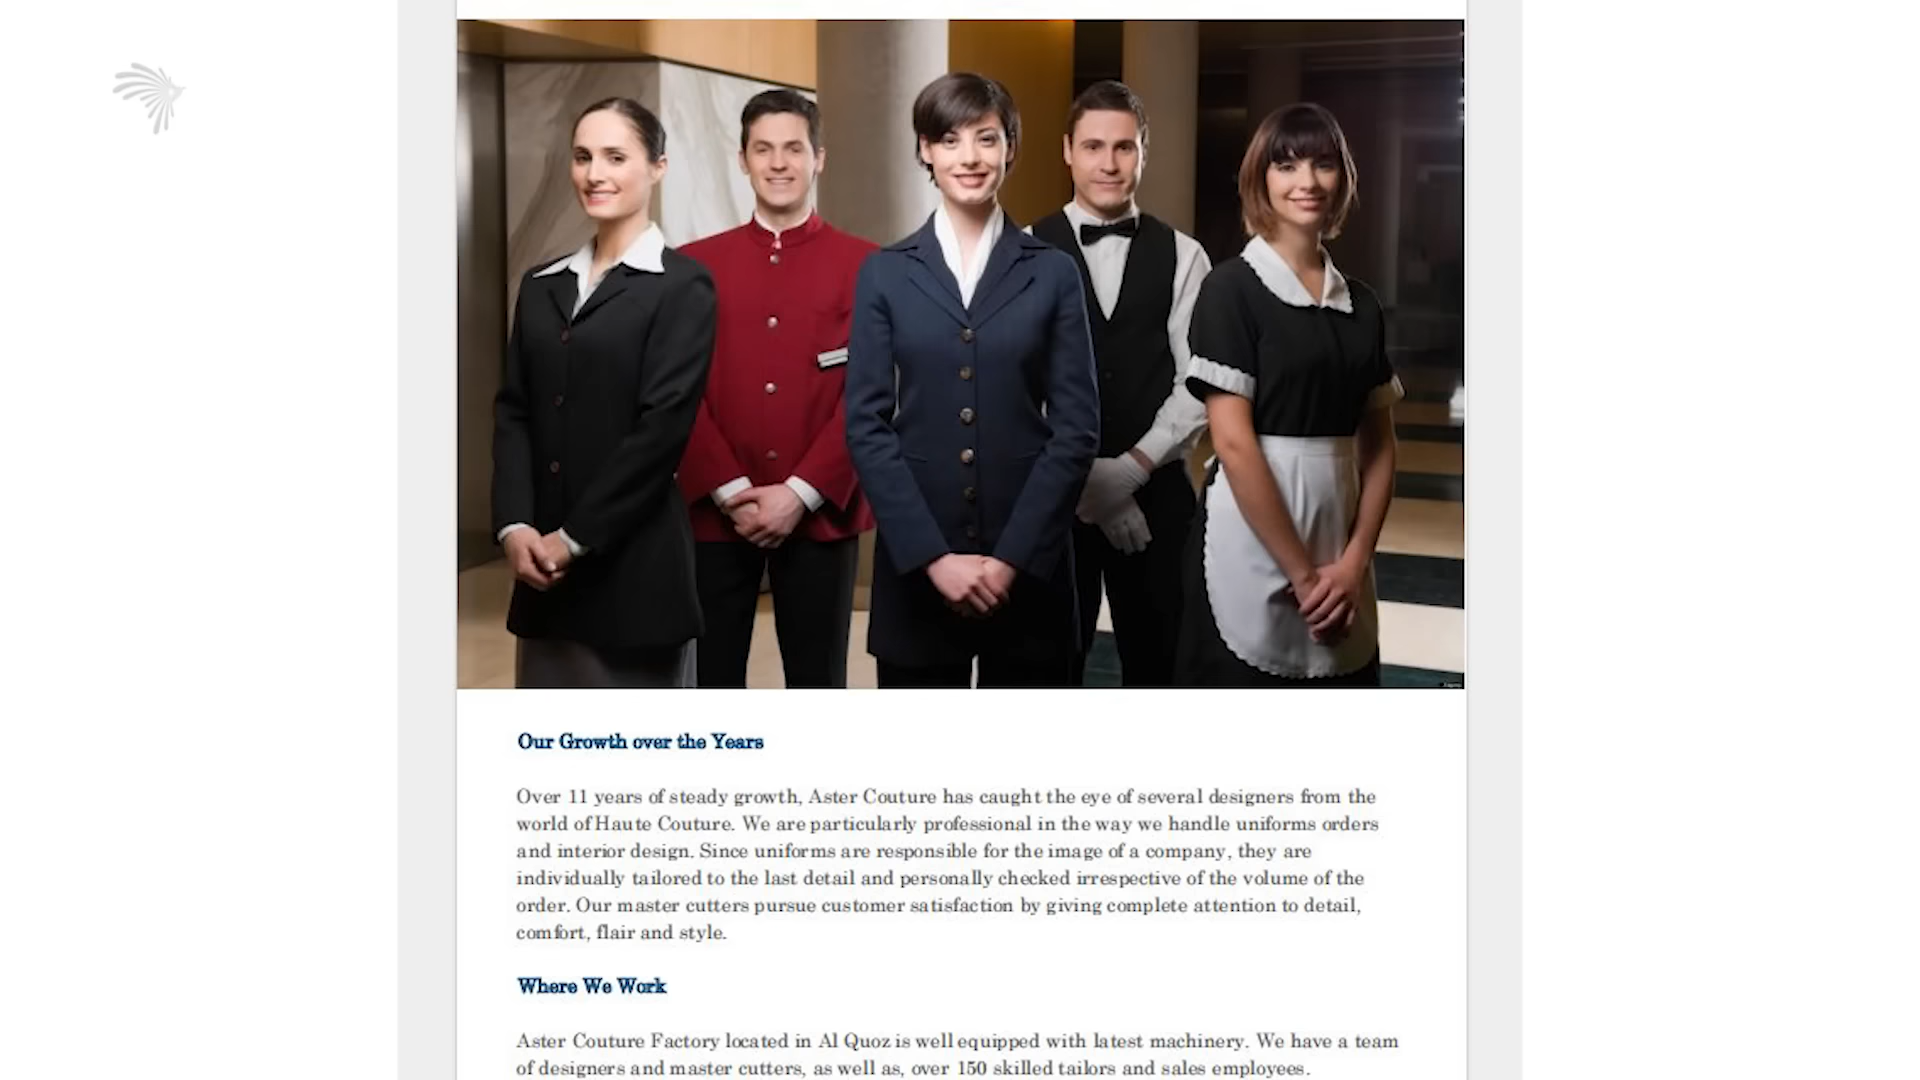 Our Growth over the Years
Over 11 years of steady growth, Aster Couture has caught the eye of several designers from the
world of Haute Couture. We are particularly professional in the way we handle uniforms orders
and interior design. Since uniforms are responsible for the image of a company, they are
individually tailored to the last detail and personally checked irrespective of the volume of the
order. Our master cutters pursue customer satisfaction by giving complete attention to detail,
comfort, flair and style.
Where We Work
Aster Couture Factory located in Al Quoz is well equipped with latest machinery. We have a team
of designers and master cutters, as well as, over 150 skilled tailors and sales employees.